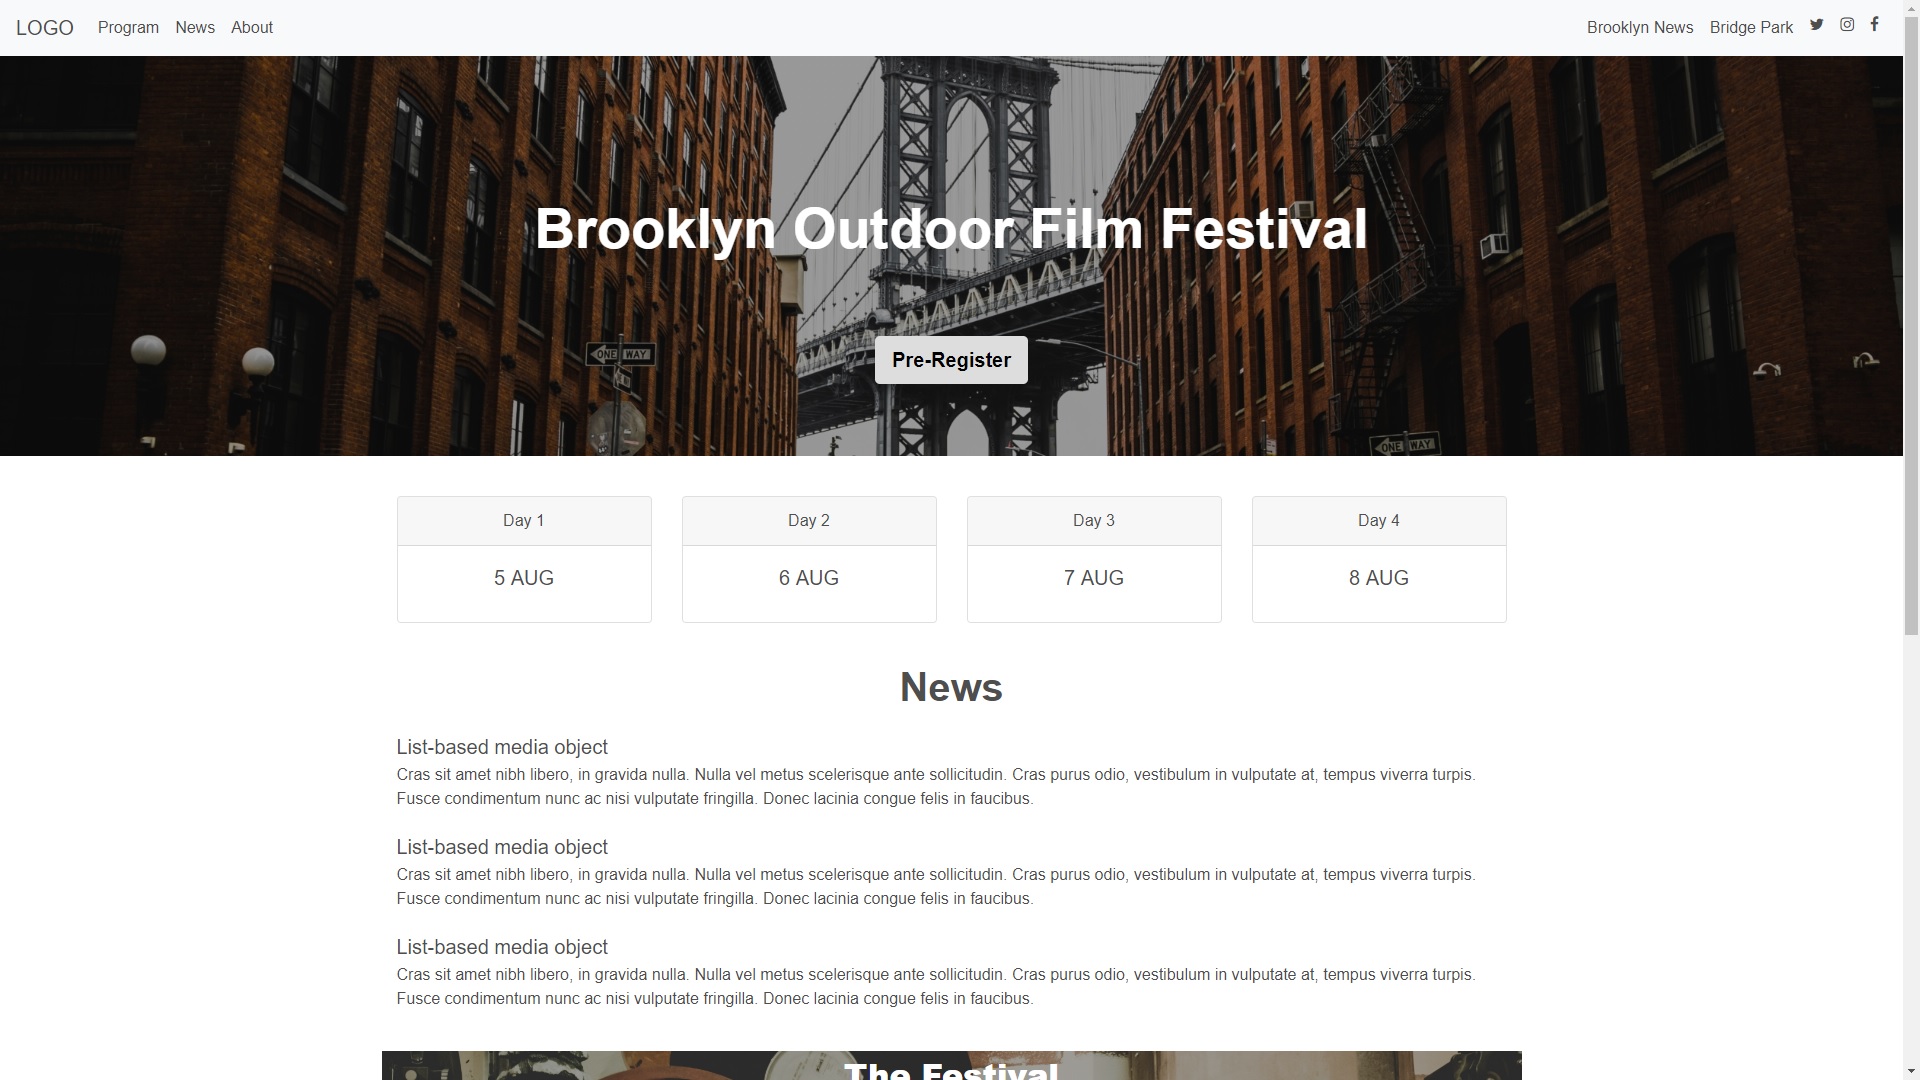 LOGO Program News About Brooklyn News Bridge Park
Brooklyn Outdoor Film Festival
ONE WAY
Pre-Register
ONE WAY
Day 1 Day 2 Day 3 Day 4
5 AUG 6 AUG 7 AUG 8 AUG
News
List-based media object
Cras sit amet nibh libero, in gravida nulla. Nulla vel metus scelerisque ante sollicitudin. Cras purus odio, vestibulum in vulputate at, tempus viverra turpis.
Fusce condimentum nunc ac nisi vulputate fringilla. Donec lacinia congue felis in faucibus.
List-based media object
Cras sit amet nibh libero, in gravida nulla. Nulla vel metus scelerisque ante sollicitudin. Cras purus odio, vestibulum in vulputate at, tempus viverra turpis.
Fusce condimentum nunc ac nisi vulputate fringilla. Donec lacinia congue felis in faucibus.
List-based media object
Cras sit amet nibh libero, in gravida nulla. Nulla vel metus scelerisque ante sollicitudin. Cras purus odio, vestibulum in vulputate at, tempus viverra turpis.
Fusce condimentum nunc ac nisi vulputate fringilla. Donec lacinia congue felis in faucibus.
The Festival